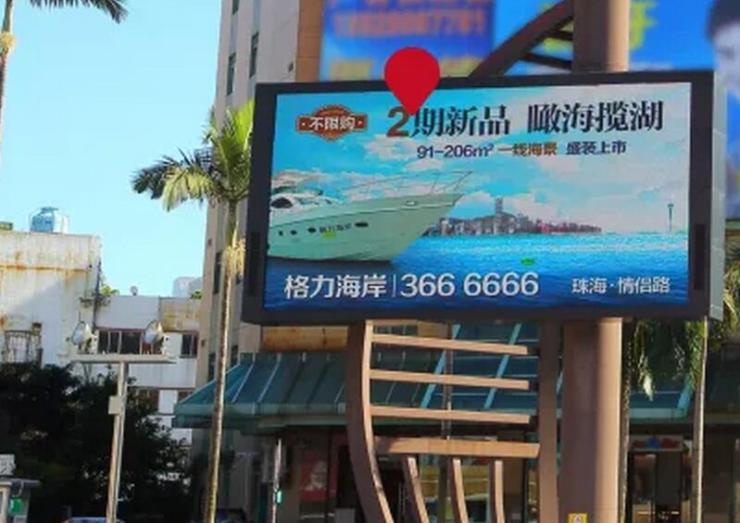 不限购
2期新品 瞰海揽湖
91-206m² 一线海景 盛装上市
格力海岸 366 6666
珠海·情侣路